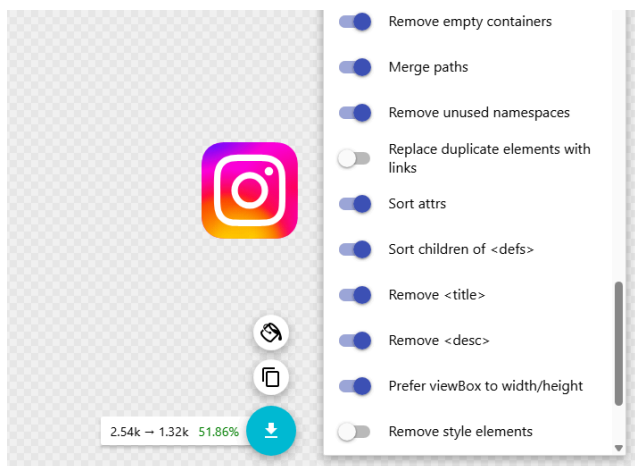 Remove empty containers
Merge paths
Remove unused namespaces
Replace duplicate elements with
links
Sort attrs
Sort children of <defs>
Remove <title>
Remove <desc>
Prefer viewBox to width/height
Remove style elements
2.54k → 1.32k 51.86%